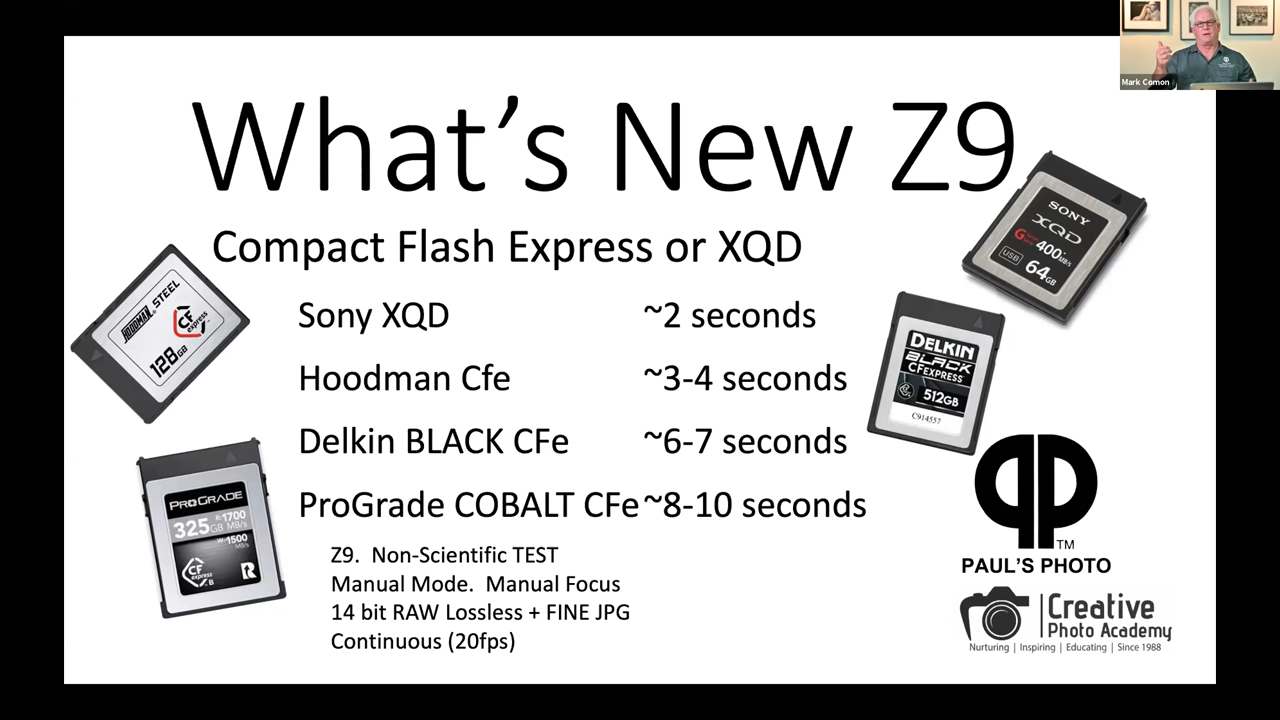 Mark Comon
What's New Z9
Compact Flash Express or XQD
Sony XQD ~2 seconds
Hoodman Cfe ~3-4 seconds
Delkin BLACK CFe ~6-7 seconds
ProGrade COBALT CFe ~8-10 seconds
Z9. Non-Scientific TEST
Manual Mode. Manual Focus
14 bit RAW Lossless + FINE JPG
Continuous (20fps)
HOODMAN STEEL
CF express
128GB
PROGRADE
R:1700 MB/s
325GB
W:1500 MB/s
CF express B
R
SONY
XQD
G SERIES 400MB/s
USB
64GB
DELKIN
BLACK
CFEXPRESS
512GB
C914557
TM
PAUL'S PHOTO
Creative
Photo Academy
Nurturing | Inspiring | Educating | Since 1988